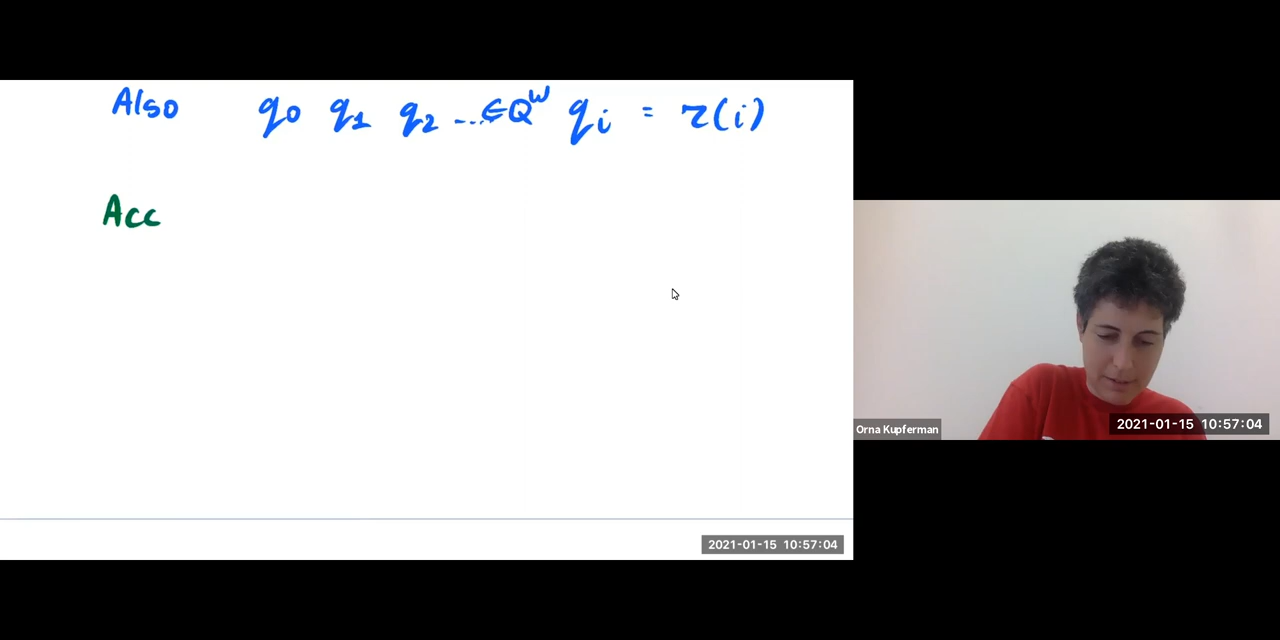 Also q0 q1 q2 ...∈Q^ω qi = r(i)
Acc
Orna Kupferman
2021-01-15 10:57:04
2021-01-15 10:57:04